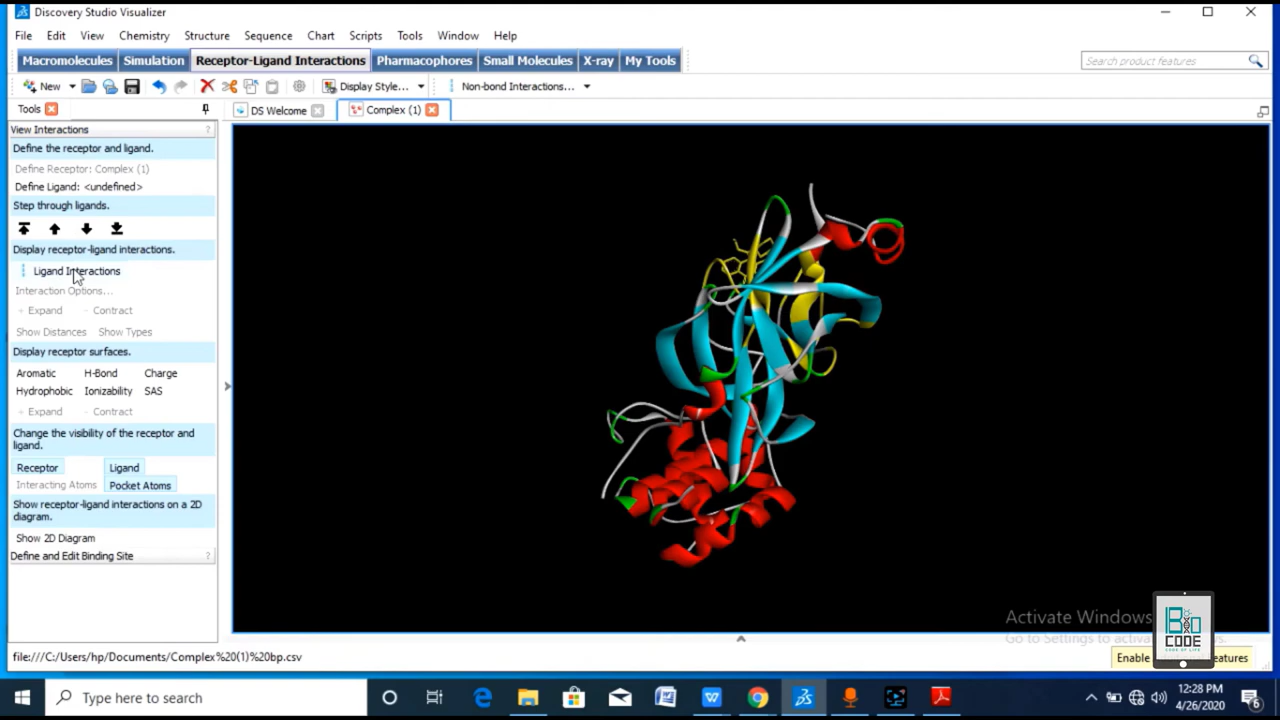 Discovery Studio Visualizer
File Edit View Chemistry Structure Sequence Chart Scripts Tools Window Help
Macromolecules Simulation Receptor-Ligand Interactions Pharmacophores Small Molecules X-ray My Tools
Search product features
New Display Style... Non-bond Interactions...
Tools DS Welcome Complex (1)
View Interactions ?
Define the receptor and ligand.
Define Receptor: Complex (1)
Define Ligand: <undefined>
Step through ligands.
Display receptor-ligand interactions.
Ligand Interactions
Interaction Options...
+ Expand - Contract
Show Distances Show Types
Display receptor surfaces.
Aromatic H-Bond Charge
Hydrophobic Ionizability SAS
+ Expand - Contract
Change the visibility of the receptor and
ligand.
Receptor Ligand
Interacting Atoms Pocket Atoms
Show receptor-ligand interactions on a 2D
diagram.
Show 2D Diagram
Define and Edit Binding Site ?
Activate Windows
Go to Settings to
BIO
CODE
CODE OF LIFE
file:///C:/Users/hp/Documents/Complex%20(1)%20bp.csv
Enable
Type here to search
12:28 PM
4/26/2020
6